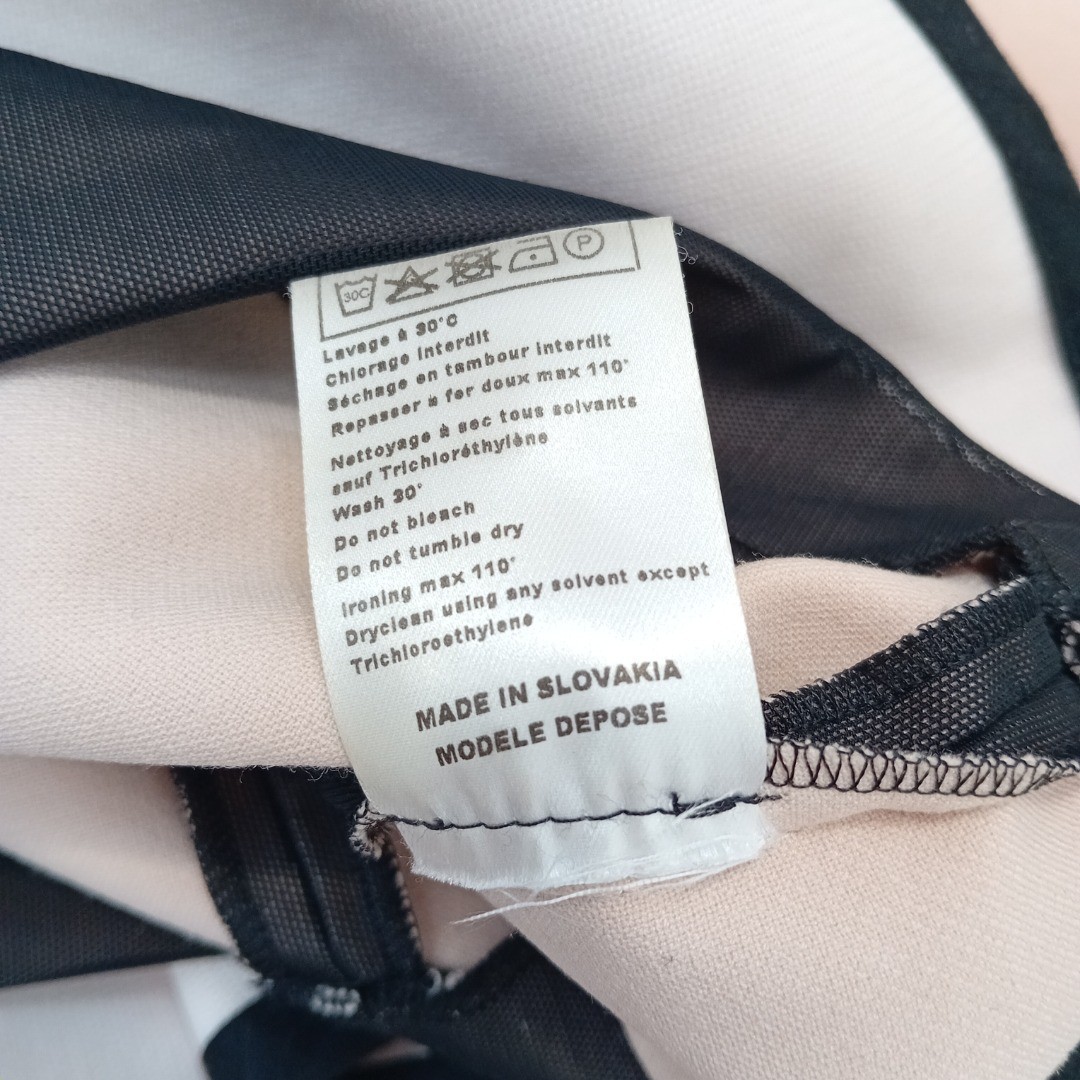 30C P
Lavage à 30°C
Chlorage interdit
Séchage en tambour interdit
Repasser à fer doux max 110°
Nettoyage à sec tous solvants
sauf Trichloréthylène
Wash 30°
Do not bleach
Do not tumble dry
Ironing max 110°
Dryclean using any solvent except
Trichloroethylene
MADE IN SLOVAKIA
MODELE DEPOSE